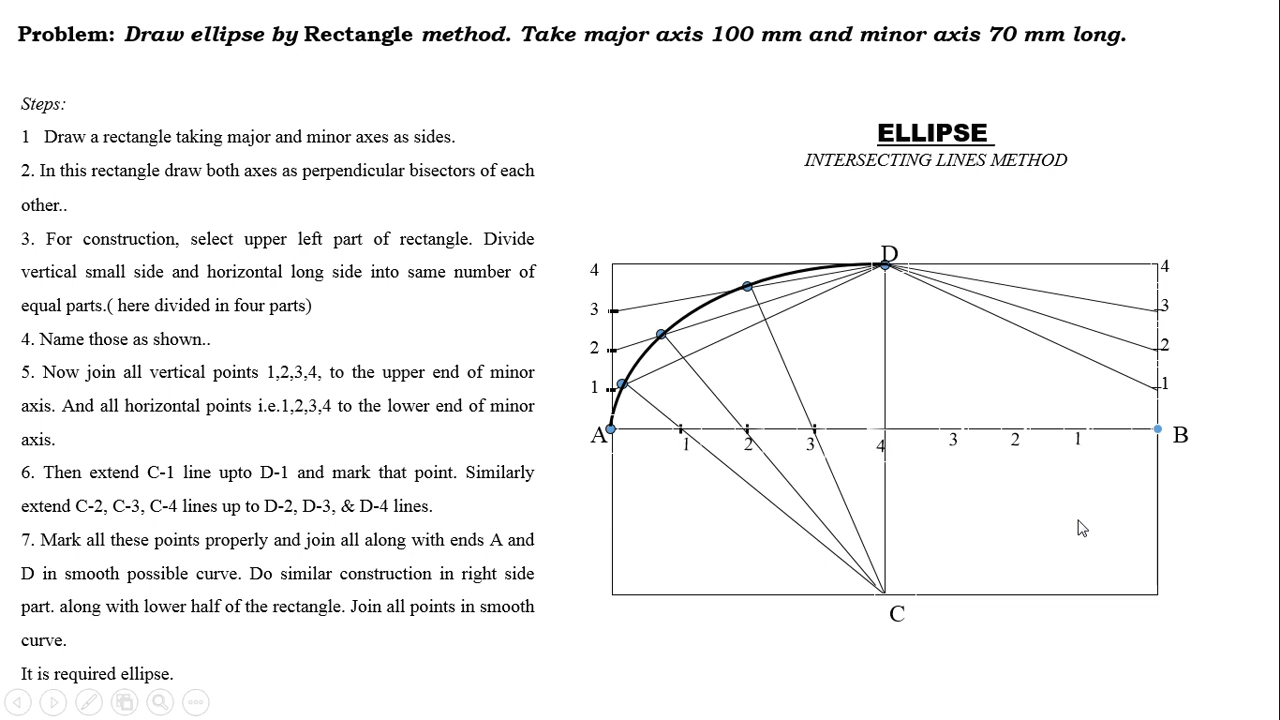 Problem: Draw ellipse by Rectangle method. Take major axis 100 mm and minor axis 70 mm long.
Steps:
1 Draw a rectangle taking major and minor axes as sides.
2. In this rectangle draw both axes as perpendicular bisectors of each
other..
3. For construction, select upper left part of rectangle. Divide
vertical small side and horizontal long side into same number of
equal parts.( here divided in four parts)
4. Name those as shown..
5. Now join all vertical points 1,2,3,4, to the upper end of minor
axis. And all horizontal points i.e.1,2,3,4 to the lower end of minor
axis.
6. Then extend C-1 line upto D-1 and mark that point. Similarly
extend C-2, C-3, C-4 lines up to D-2, D-3, & D-4 lines.
7. Mark all these points properly and join all along with ends A and
D in smooth possible curve. Do similar construction in right side
part. along with lower half of the rectangle. Join all points in smooth
curve.
It is required ellipse.
ELLIPSE
INTERSECTING LINES METHOD
D
4 4
3 3
2 2
1 1
A 1 2 3 4 3 2 1 B
C